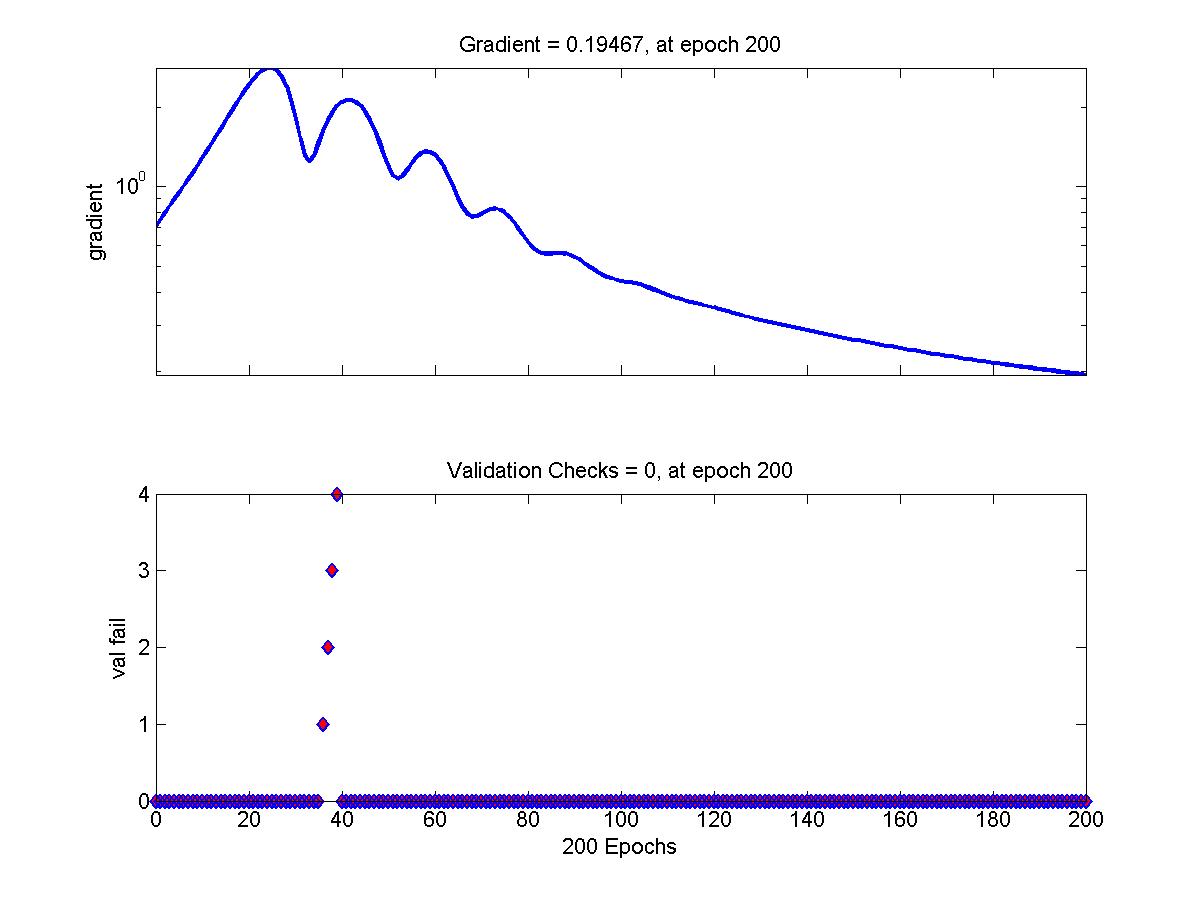 Gradient = 0.19467, at epoch 200
10^0
gradient
Validation Checks = 0, at epoch 200
4
3
2
1
0
val fail
0 20 40 60 80 100 120 140 160 180 200
200 Epochs